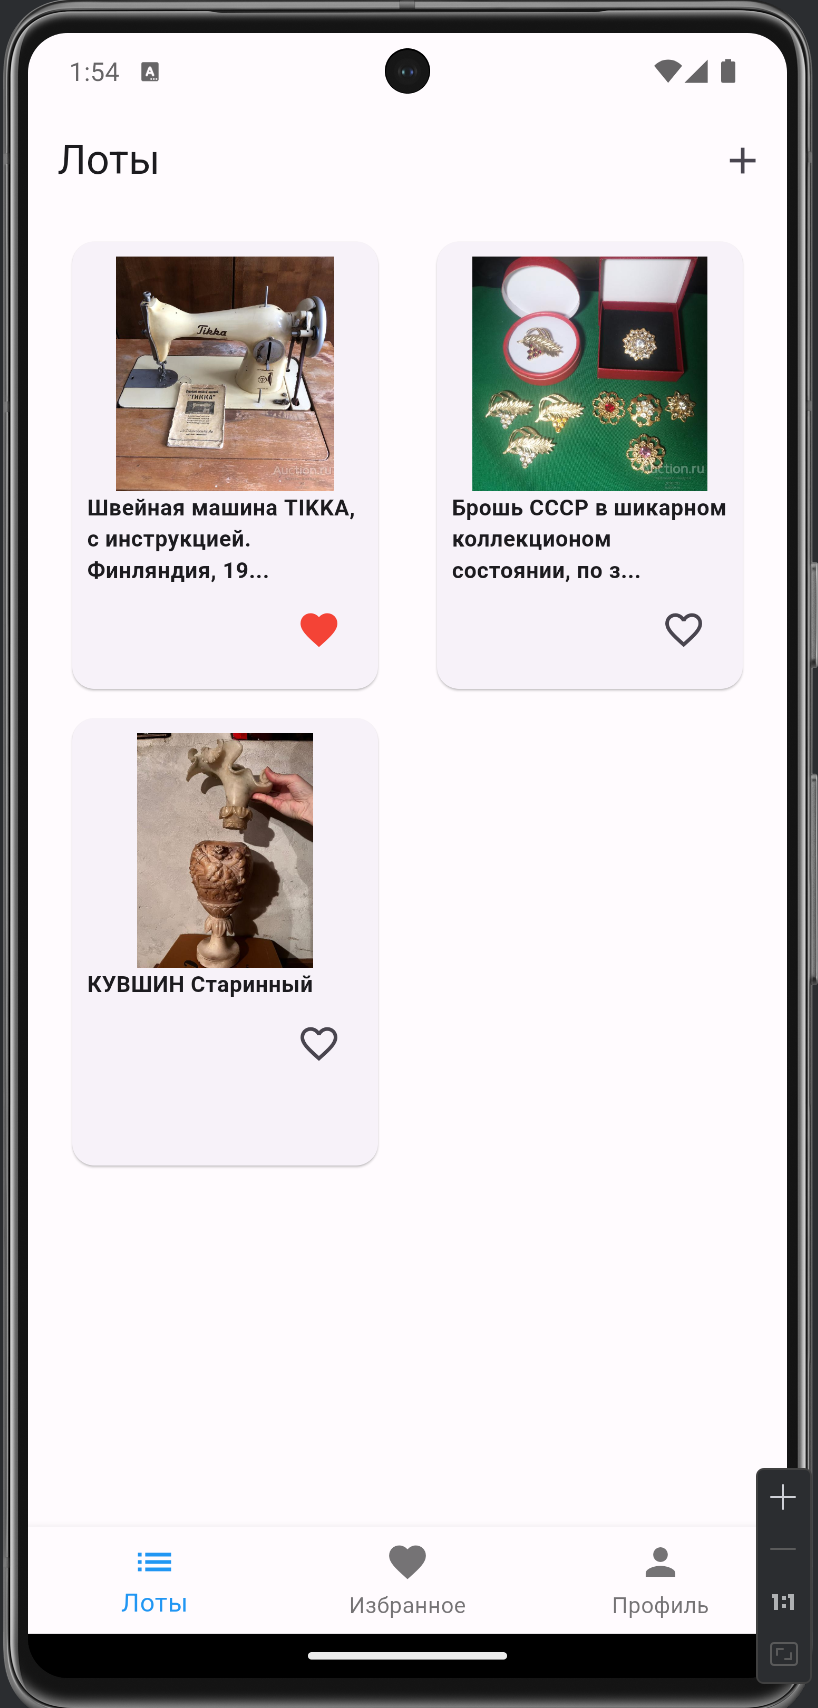 1:54
A
Лоты
Tikka
"ТИККА"
Auction.ru
Auction.ru
Швейная машина TIKKA,
с инструкцией.
Финляндия, 19...
Брошь СССР в шикарном
коллекционом
состоянии, по з...
КУВШИН Старинный
Лоты
Избранное
Профиль
1:1